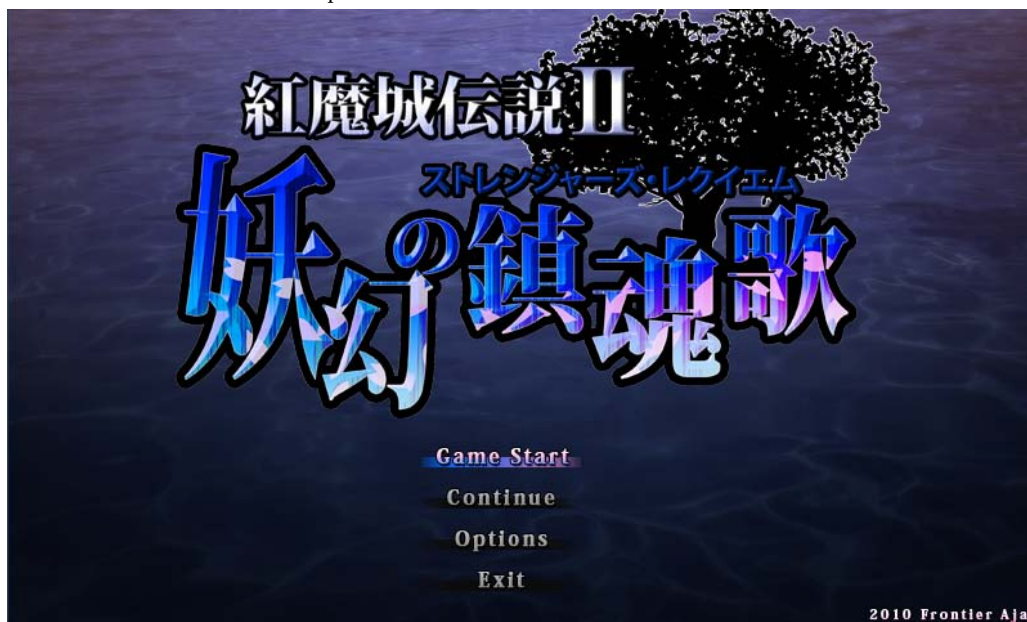 紅魔城伝説II
ストレンジャーズ・レクイエム
妖幻の鎮魂歌
Game Start
Continue
Options
Exit
2010 Frontier Aja